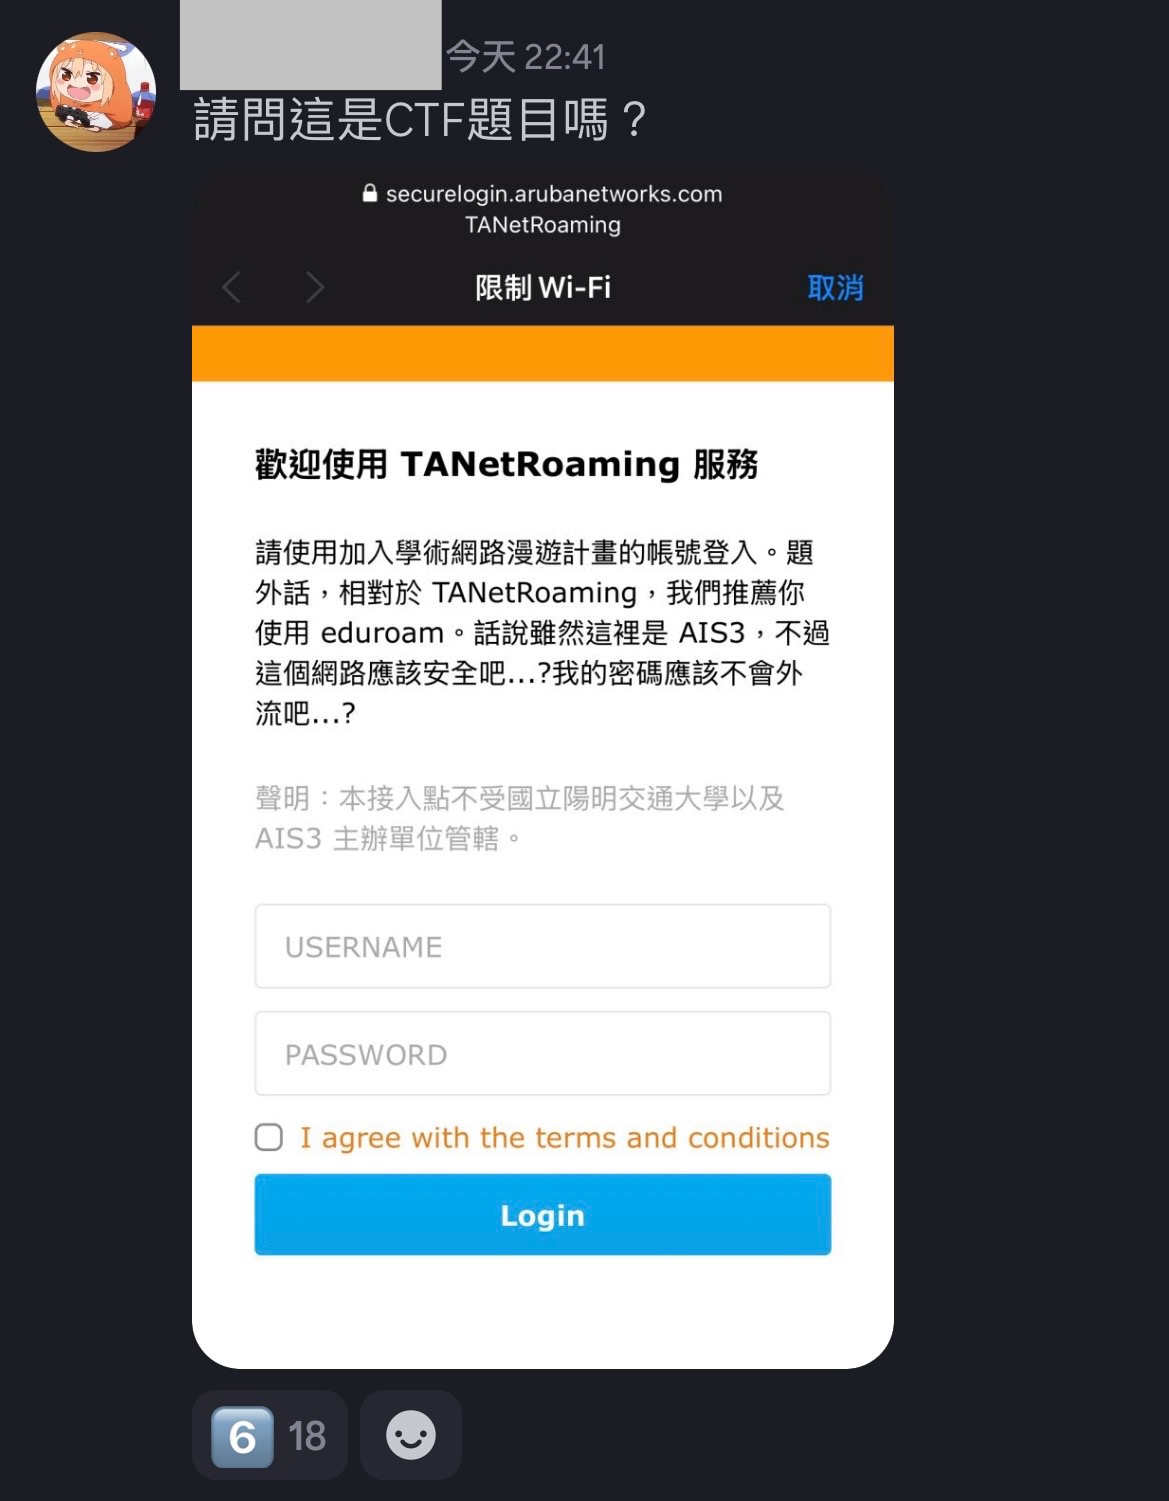 今天 22:41
請問這是CTF題目嗎？
securelogin.arubanetworks.com
TANetRoaming
限制 Wi-Fi
取消
歡迎使用 TANetRoaming 服務
請使用加入學術網路漫遊計畫的帳號登入。題
外話，相對於 TANetRoaming，我們推薦你
使用 eduroam。話說雖然這裡是 AIS3，不過
這個網路應該安全吧...?我的密碼應該不會外
流吧...?
聲明：本接入點不受國立陽明交通大學以及
AIS3 主辦單位管轄。
USERNAME
PASSWORD
I agree with the terms and conditions
Login
6 18